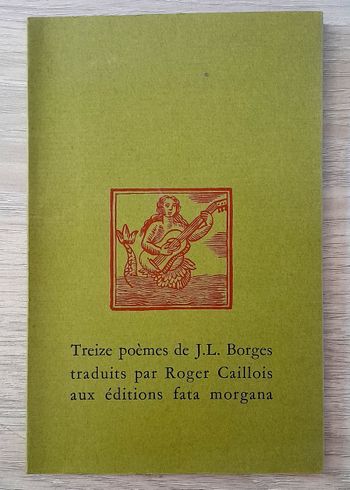 Treize poèmes de J.L. Borges
traduits par Roger Caillois
aux éditions fata morgana